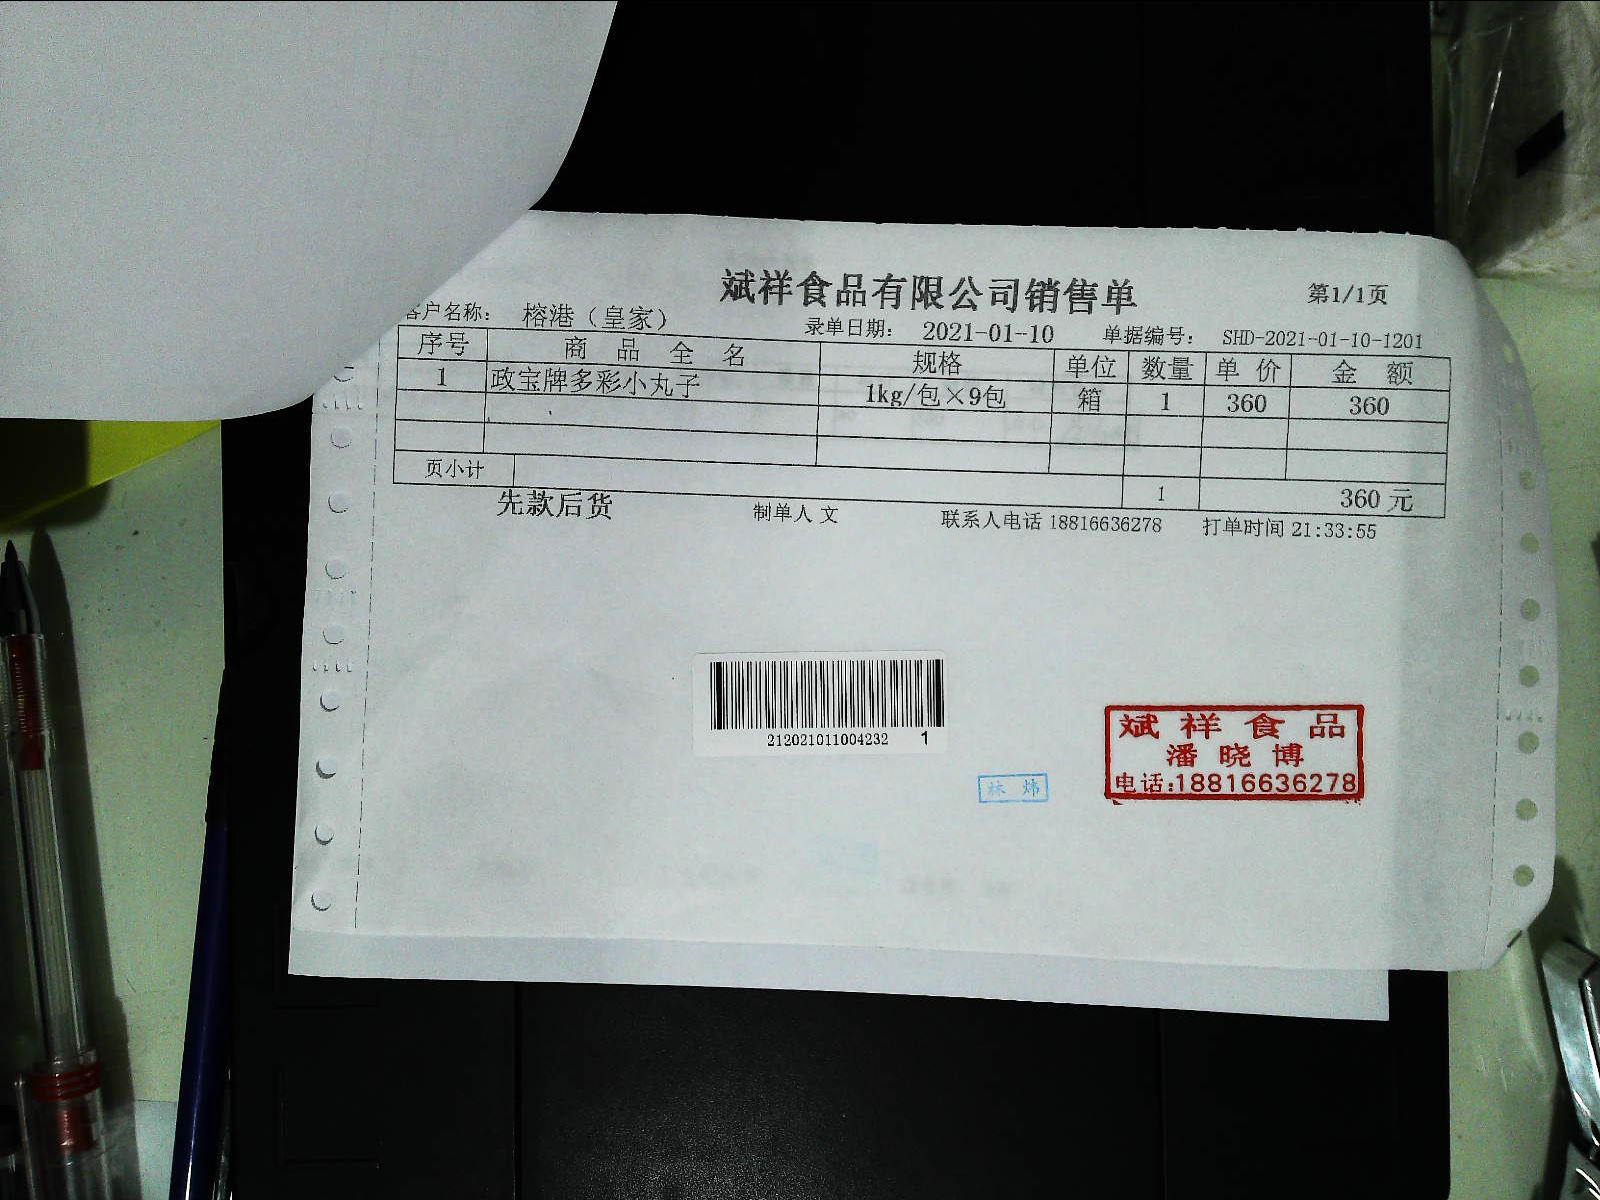 斌祥食品有限公司销售单 第1/1页
客户名称: 榕港（皇家） 录单日期: 2021-01-10 单据编号: SHD-2021-01-10-1201
序号 商品全名 规格 单位 数量 单价 金额
1 政宝牌多彩小丸子 1kg/包×9包 箱 1 360 360
页小计 1 360 元
先款后货 制单人 文 联系人电话 18816636278 打单时间 21:33:55
212021011004232 1
斌祥食品
潘晓博
电话:18816636278
林炜